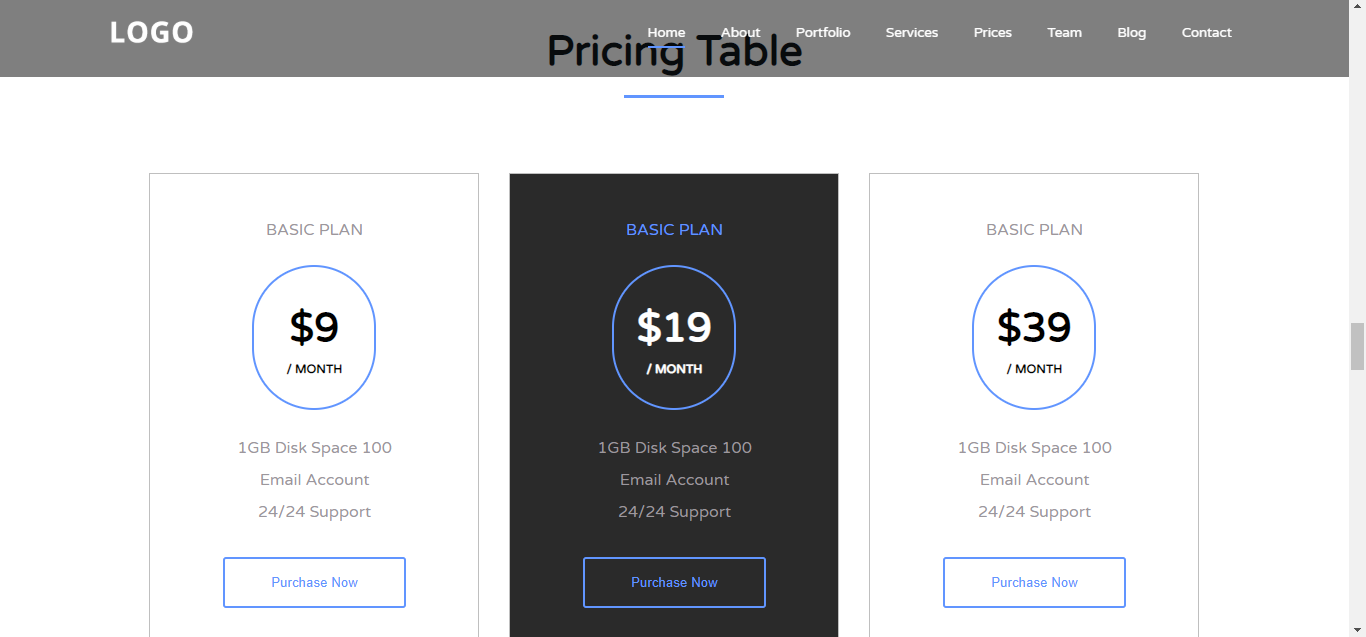 LOGO
Home About Portfolio Services Prices Team Blog Contact
Pricing Table
BASIC PLAN
$9
/ MONTH
1GB Disk Space 100
Email Account
24/24 Support
Purchase Now
BASIC PLAN
$19
/ MONTH
1GB Disk Space 100
Email Account
24/24 Support
Purchase Now
BASIC PLAN
$39
/ MONTH
1GB Disk Space 100
Email Account
24/24 Support
Purchase Now